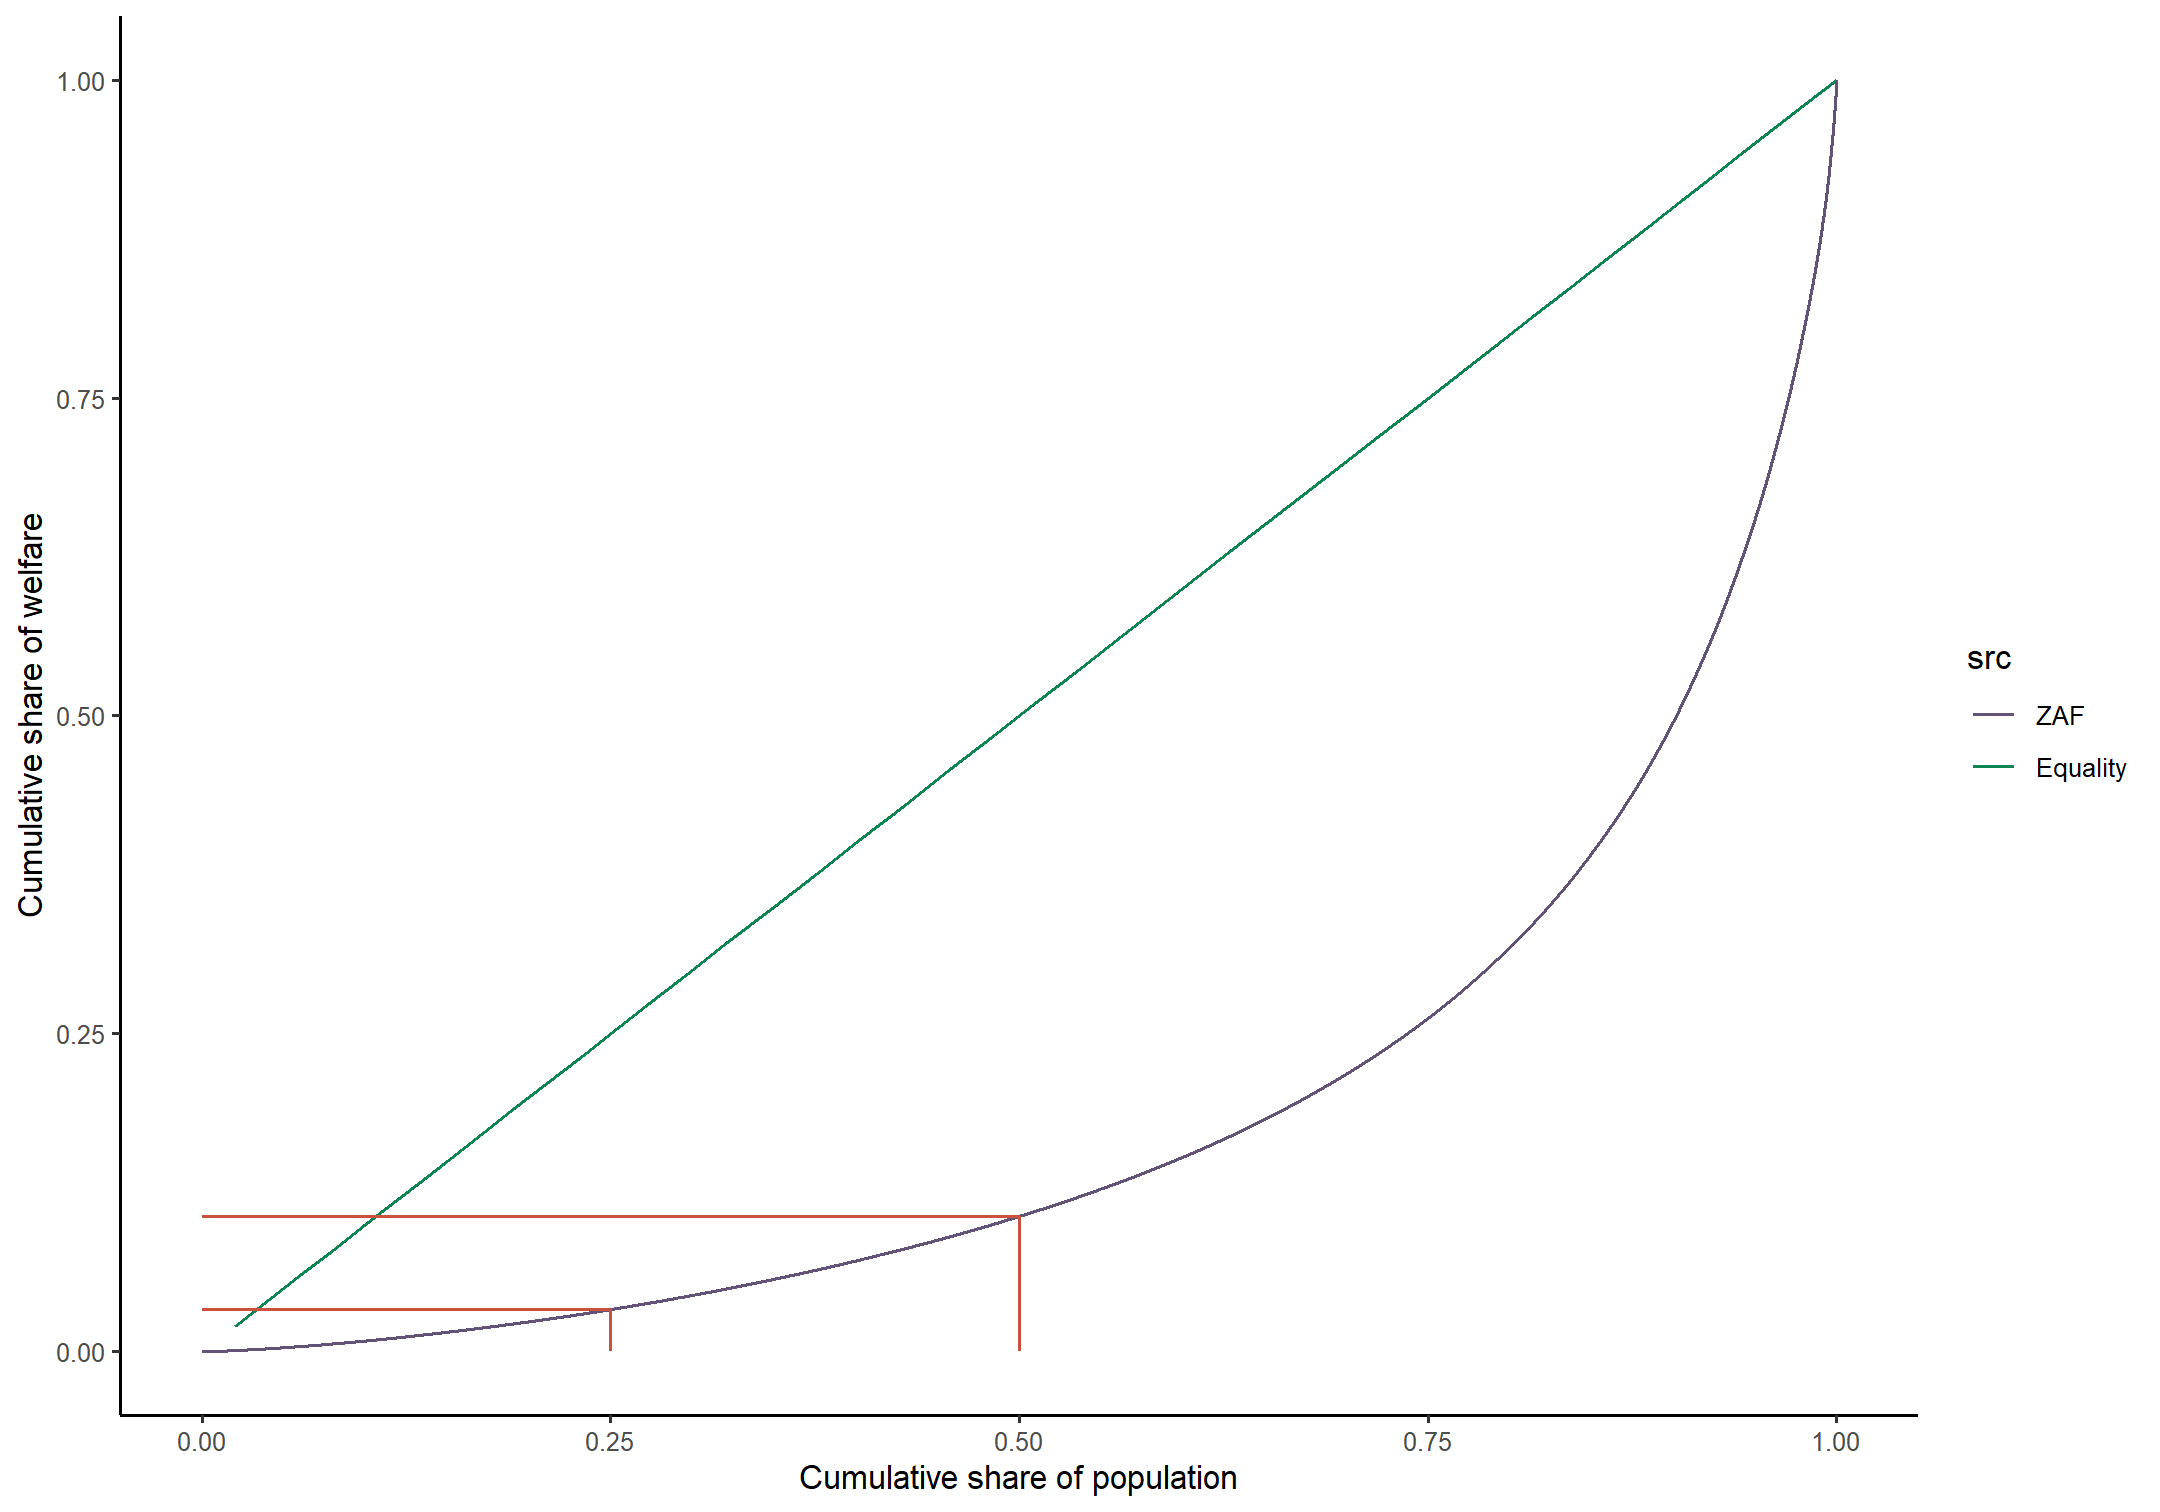 1.00
0.75
0.50
0.25
0.00
Cumulative share of welfare
0.00 0.25 0.50 0.75 1.00
Cumulative share of population
src
ZAF
Equality